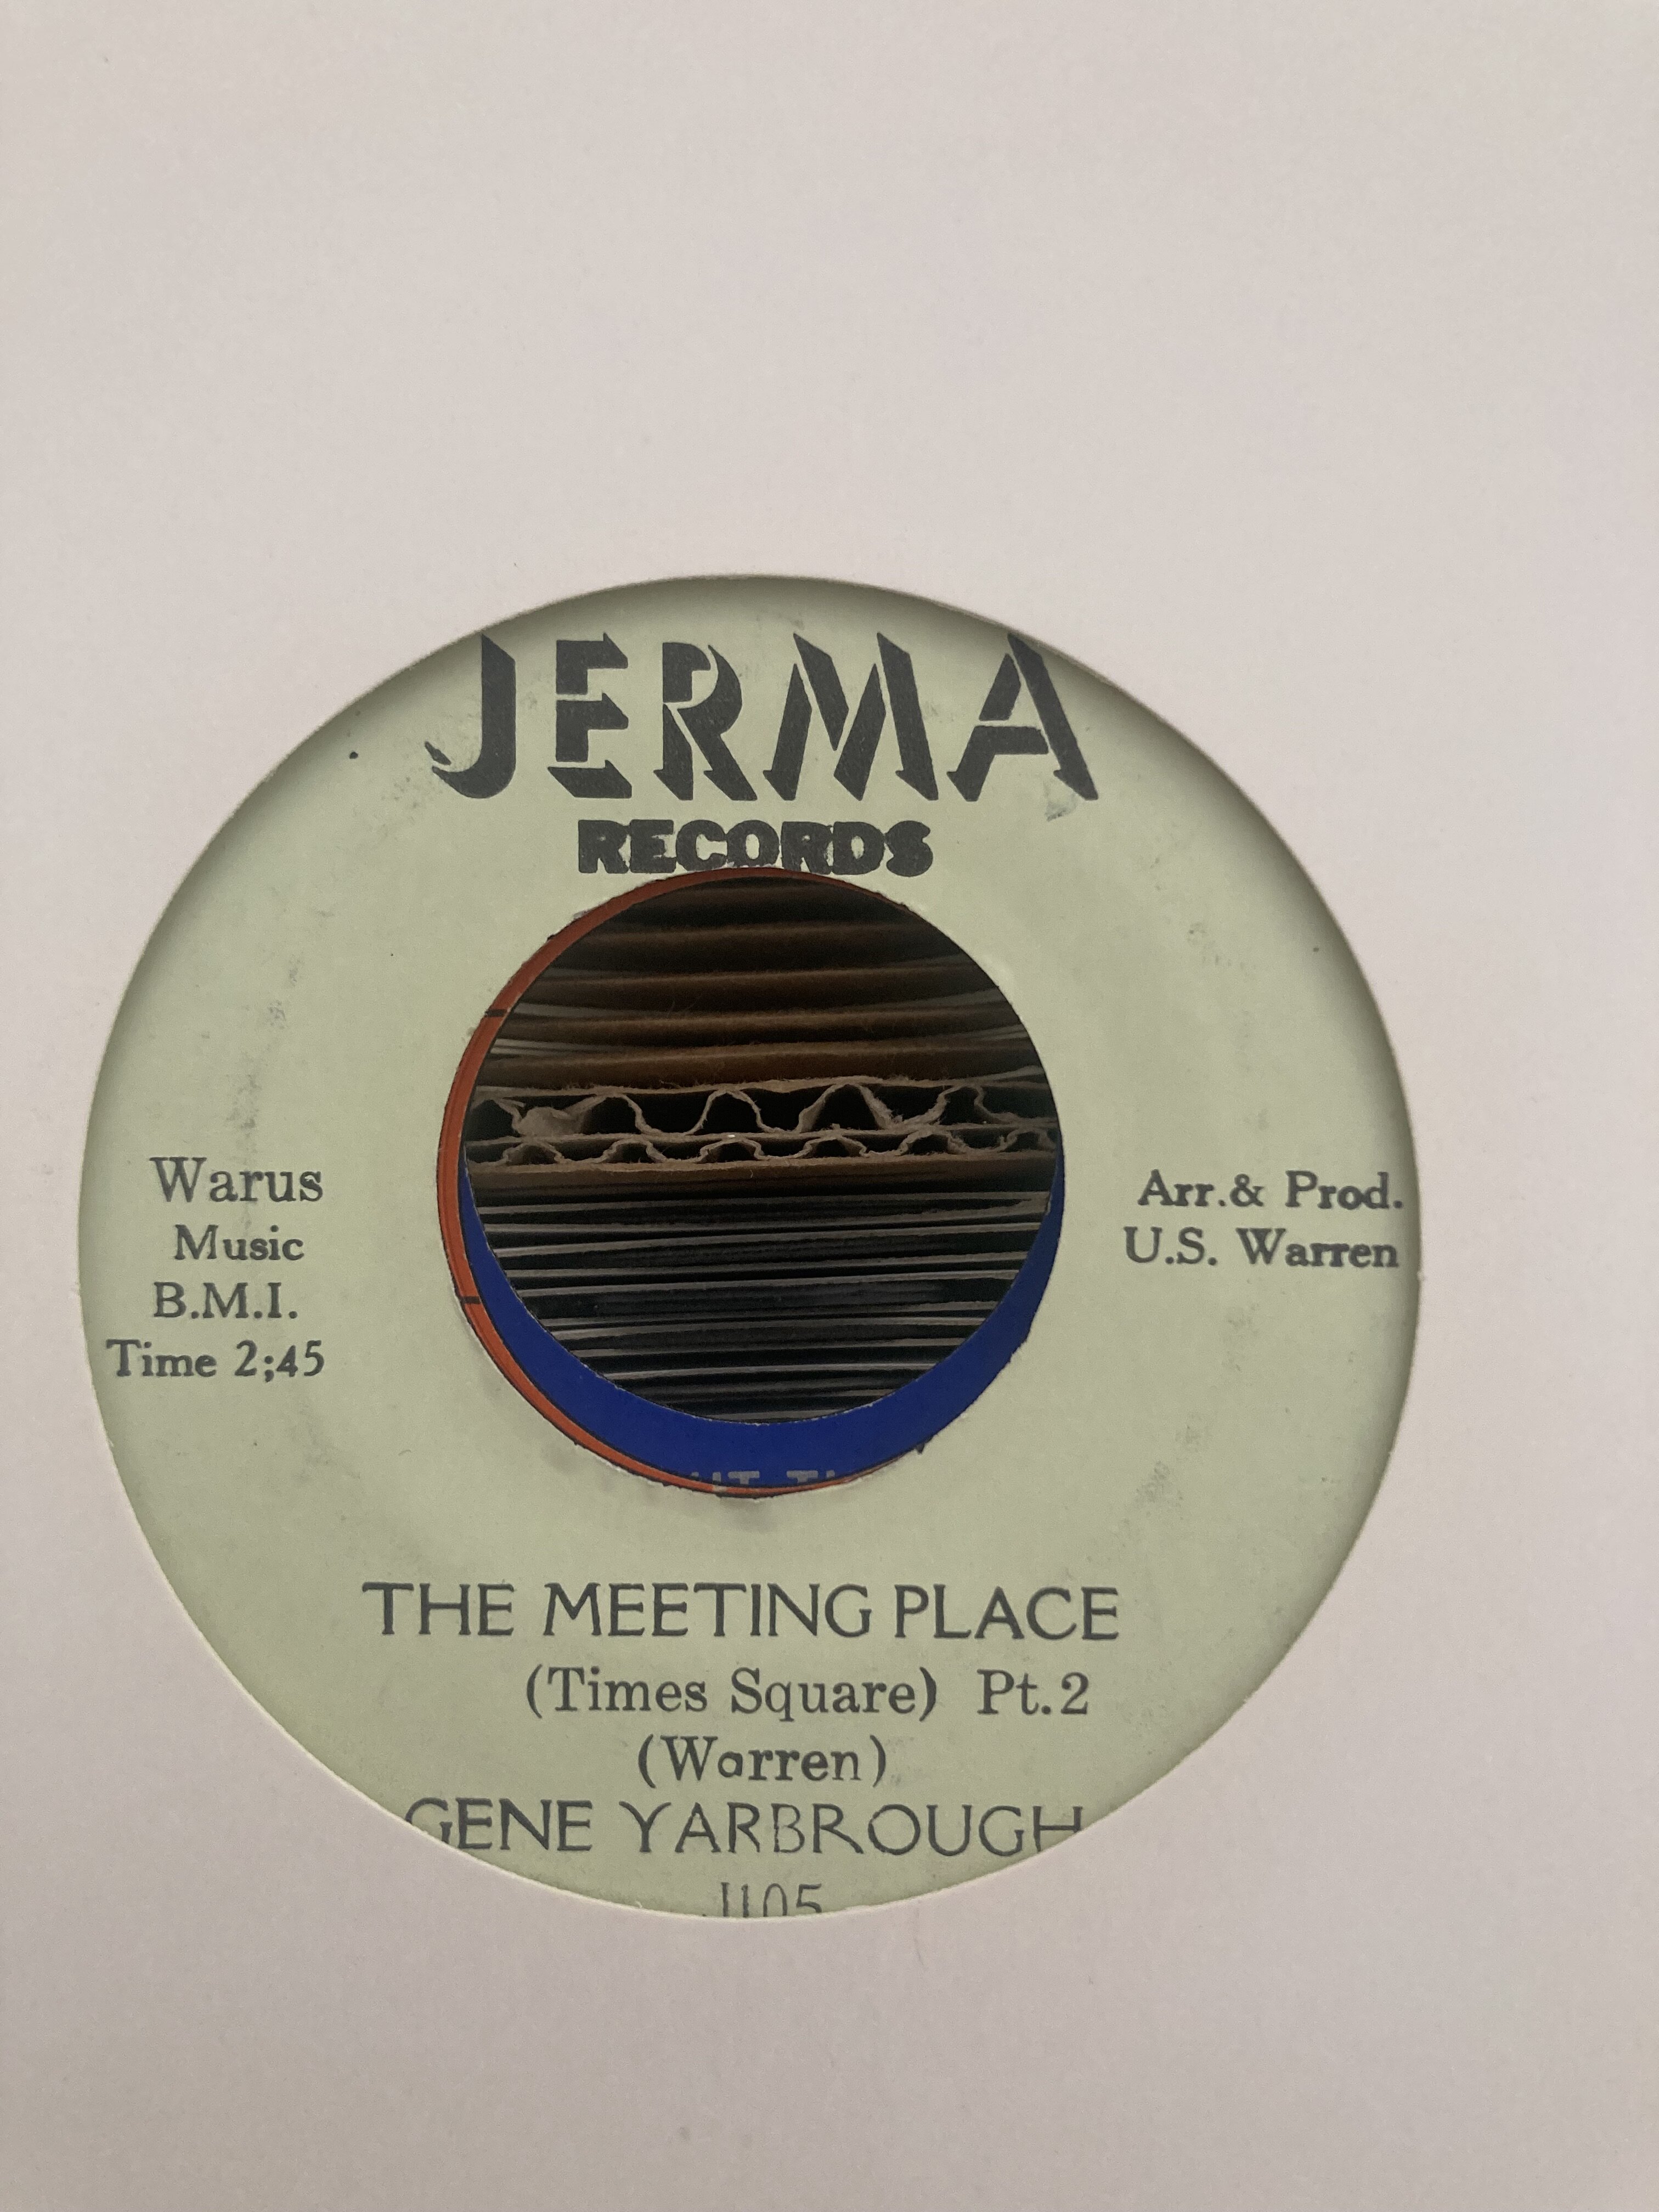 JERMA
RECORDS
Warus
Music
B.M.I.
Time 2;45
Arr.& Prod.
U.S. Warren
THE MEETING PLACE
(Times Square) Pt.2
(Warren)
GENE YARBROUGH
J105